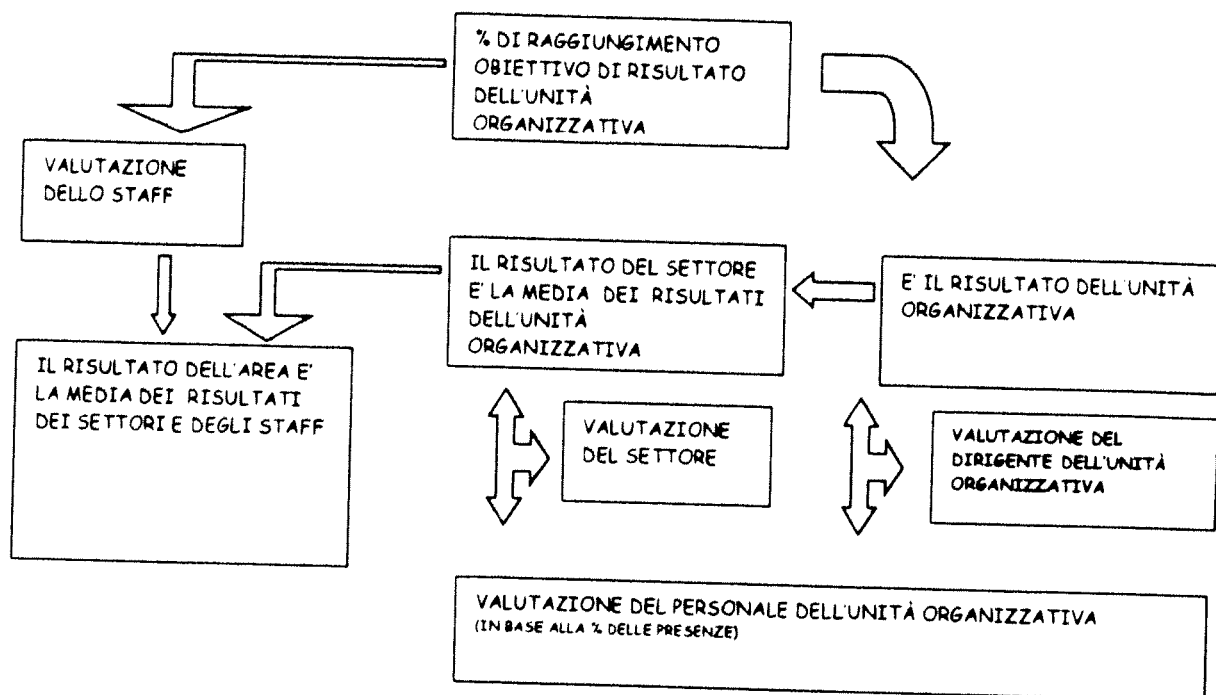 % DI RAGGIUNGIMENTO
OBIETTIVO DI RISULTATO
DELL'UNITÀ
ORGANIZZATIVA
VALUTAZIONE
DELLO STAFF
IL RISULTATO DEL SETTORE
E' LA MEDIA DEI RISULTATI
DELL'UNITÀ
ORGANIZZATIVA
E' IL RISULTATO DELL'UNITÀ
ORGANIZZATIVA
IL RISULTATO DELL'AREA E'
LA MEDIA DEI RISULTATI
DEI SETTORI E DEGLI STAFF
VALUTAZIONE
DEL SETTORE
VALUTAZIONE DEL
DIRIGENTE DELL'UNITÀ
ORGANIZZATIVA
VALUTAZIONE DEL PERSONALE DELL'UNITÀ ORGANIZZATIVA
(IN BASE ALLA % DELLE PRESENZE)